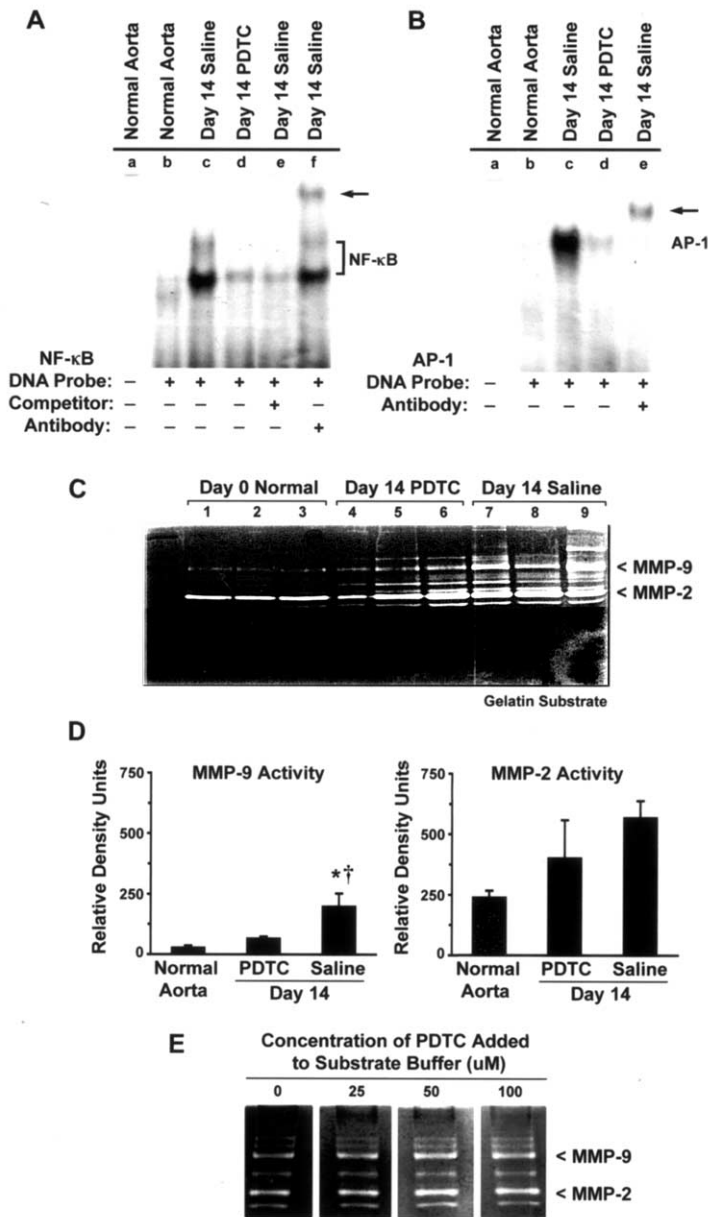 A
Normal Aorta
Normal Aorta
Day 14 Saline
Day 14 PDTC
Day 14 Saline
Day 14 Saline
a b c d e f
NF-κB
NF-κB
DNA Probe: – + + + + +
Competitor: – – – – + –
Antibody: – – – – – +
B
Normal Aorta
Normal Aorta
Day 14 Saline
Day 14 PDTC
Day 14 Saline
a b c d e
AP-1
AP-1
DNA Probe: – + + + +
Antibody: – – – – +
C
Day 0 Normal Day 14 PDTC Day 14 Saline
1 2 3 4 5 6 7 8 9
< MMP-9
< MMP-2
Gelatin Substrate
D
MMP-9 Activity
Relative Density Units
750
500
250
0
*†
Normal Aorta
PDTC Saline
Day 14
MMP-2 Activity
Relative Density Units
750
500
250
0
Normal Aorta
PDTC Saline
Day 14
E
Concentration of PDTC Added
to Substrate Buffer (uM)
0 25 50 100
< MMP-9
< MMP-2